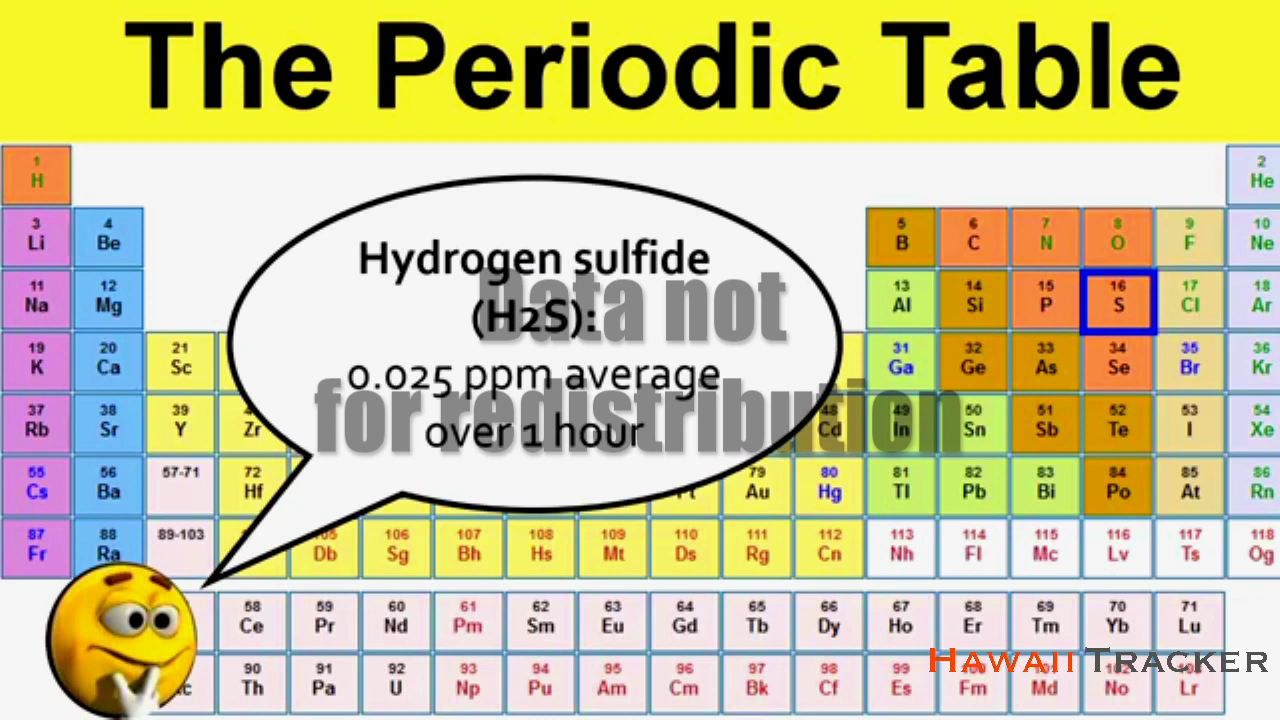 The Periodic Table
1 2
H He
3 4 5 6 7 8 9 10
Li Be B C N O F Ne
Hydrogen sulfide
(H2S):
0.025 ppm average
over 1 hour
Data not
for redistribution
11 12 13 14 15 16 17 18
Na Mg Al Si P S Cl Ar
19 20 21 31 32 33 34 35 36
K Ca Sc Ga Ge As Se Br Kr
37 38 39 48 49 50 51 52 53 54
Rb Sr Y Zr Cd In Sn Sb Te I Xe
55 56 57-71 72 79 80 81 82 83 84 85 86
Cs Ba Hf Pt Au Hg Tl Pb Bi Po At Rn
87 88 89-103 105 106 107 108 109 110 111 112 113 114 115 116 117 118
Fr Ra Db Sg Bh Hs Mt Ds Rg Cn Nh Fl Mc Lv Ts Og
58 59 60 61 62 63 64 65 66 67 68 69 70 71
Ce Pr Nd Pm Sm Eu Gd Tb Dy Ho Er Tm Yb Lu
90 91 92 93 94 95 96 97 98 99 100 101 102 103
Th Pa U Np Pu Am Cm Bk Cf Es Fm Md No Lr
HAWAII TRACKER